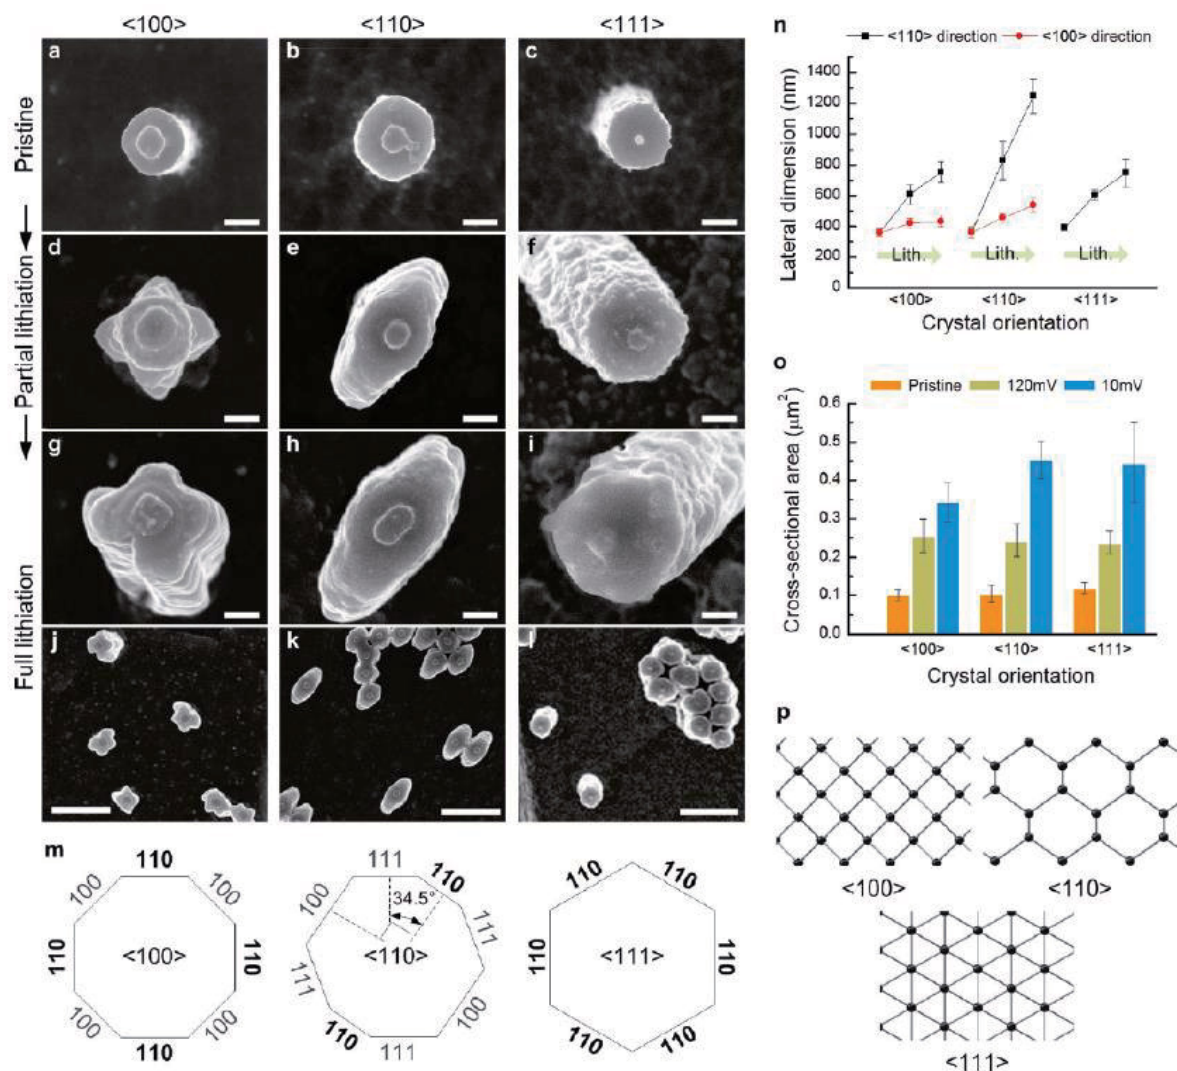 <100>
<110>
<111>
Pristine
Partial lithiation
Full lithiation
a
b
c
d
e
f
g
h
i
j
k
l
m
110
100
100
110
<100>
110
100
100
110
111
110
100
34.5°
111
<110>
111
100
110
111
110
110
110
<111>
110
110
110
n
<110> direction
<100> direction
Lateral dimension (nm)
1400
1200
1000
800
600
400
200
0
Lith.
Lith.
Lith.
<100>
<110>
<111>
Crystal orientation
o
Pristine
120mV
10mV
Cross-sectional area (μm²)
0.6
0.5
0.4
0.3
0.2
0.1
0.0
<100>
<110>
<111>
Crystal orientation
p
<100>
<110>
<111>